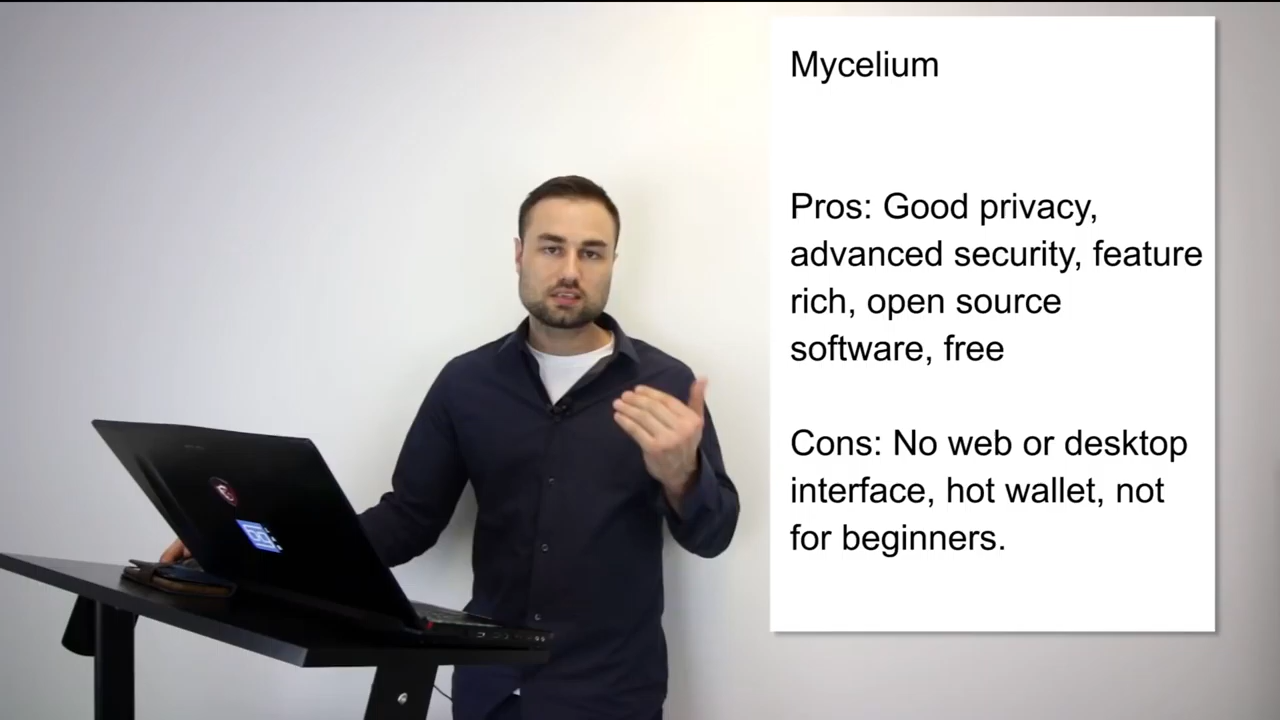 Mycelium
Pros: Good privacy,
advanced security, feature
rich, open source
software, free
Cons: No web or desktop
interface, hot wallet, not
for beginners.